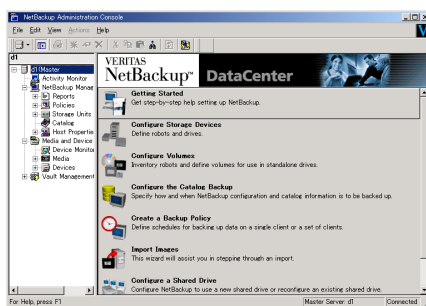 NetBackup Administration Console
File Edit View Actions Help
d1
d1(Master
Activity Monitor
NetBackup Manag
Reports
Policies
Storage Units
Catalog
Host Propertie
Media and Device
Device Monito
Media
Devices
Vault Management
VERITAS
NetBackup™ DataCenter
Getting Started
Get step-by-step help setting up NetBackup.
Configure Storage Devices
Define robots and drives.
Configure Volumes
Inventory robots and define volumes for use in standalone drives.
Configure the Catalog Backup
Specify how and when NetBackup configuration and catalog information is to be backed up.
Create a Backup Policy
Define schedules for backing up data on a single client or a set of clients.
Import Images
This wizard will assist you in stepping through an import.
Configure a Shared Drive
Configure NetBackup to use a new shared drive or reconfigure an existing shared drive.
For Help, press F1
Master Server: d1
Connected